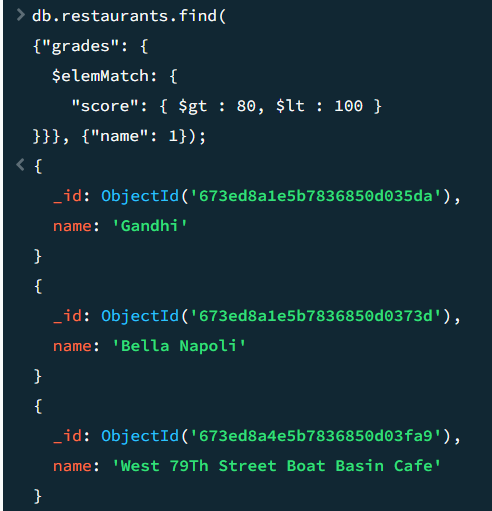 > db.restaurants.find(
{"grades": {
$elemMatch: {
"score": { $gt : 80, $lt : 100 }
}}}, {"name": 1});
< {
_id: ObjectId('673ed8a1e5b7836850d035da'),
name: 'Gandhi'
}
{
_id: ObjectId('673ed8a1e5b7836850d0373d'),
name: 'Bella Napoli'
}
{
_id: ObjectId('673ed8a4e5b7836850d03fa9'),
name: 'West 79Th Street Boat Basin Cafe'
}